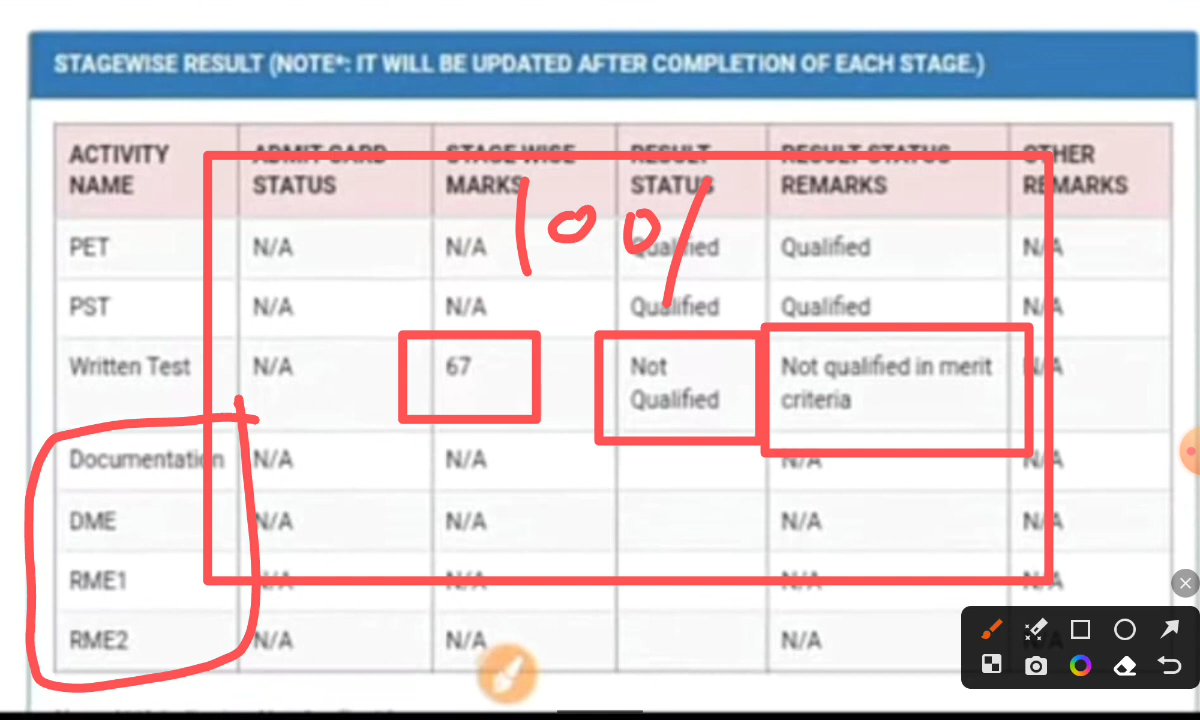 STAGEWISE RESULT (NOTE*: IT WILL BE UPDATED AFTER COMPLETION OF EACH STAGE.)
ACTIVITY NAME ADMIT CARD STATUS STAGE WISE MARKS RESULT STATUS RESULT STATUS REMARKS OTHER REMARKS
100%
PET N/A N/A Qualified Qualified N/A
PST N/A N/A Qualified Qualified N/A
Written Test N/A 67 Not Qualified Not qualified in merit criteria N/A
Documentation N/A N/A N/A N/A
DME N/A N/A N/A N/A
RME1 N/A N/A N/A N/A
RME2 N/A N/A N/A N/A